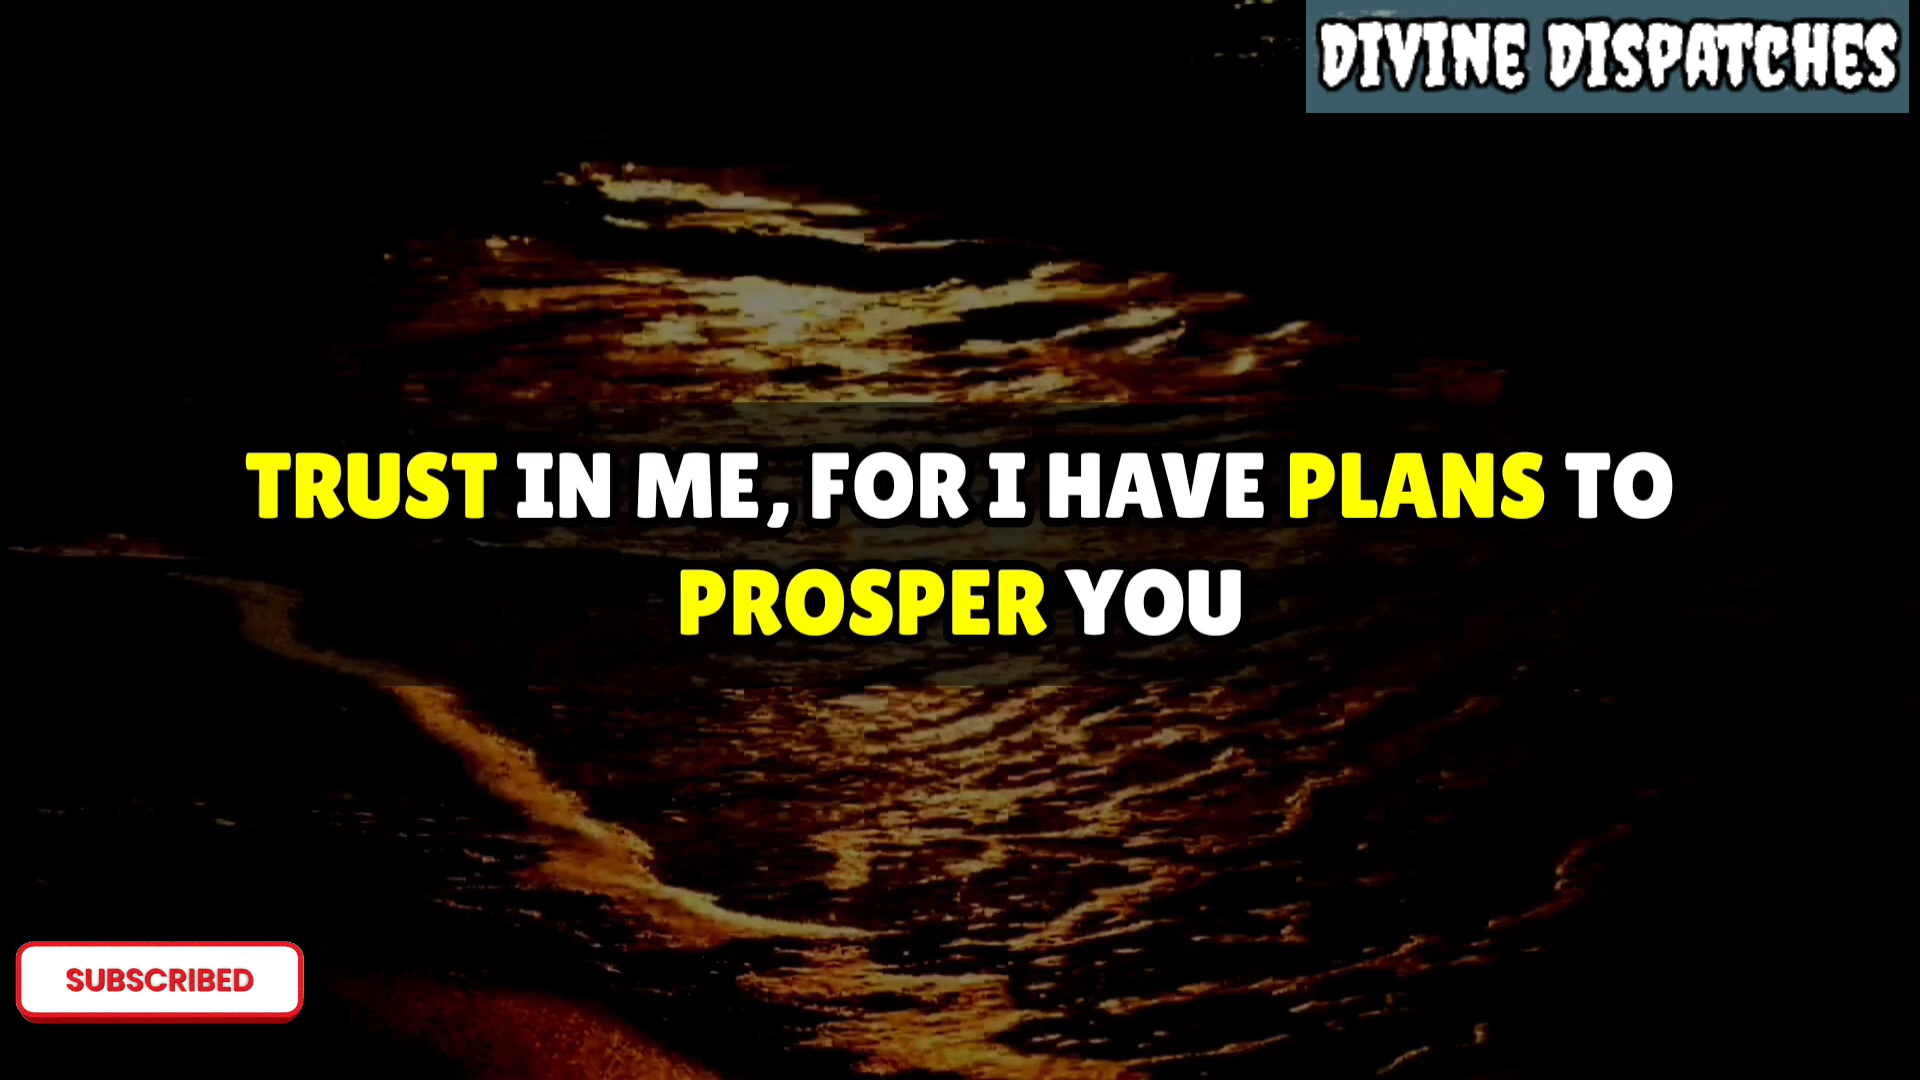 DIVINE DISPATCHES
TRUST IN ME, FOR I HAVE PLANS TO
PROSPER YOU
SUBSCRIBED